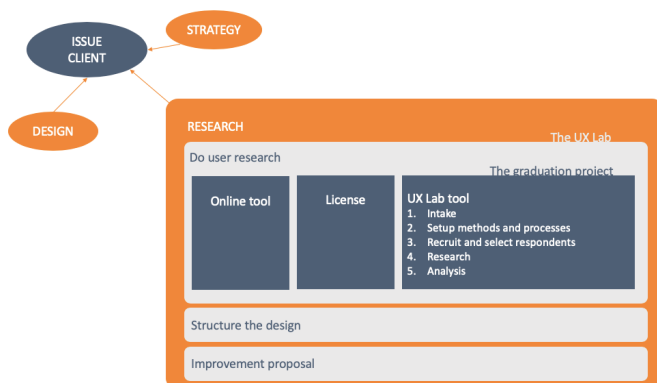 STRATEGY
ISSUE
CLIENT
DESIGN
RESEARCH
The UX Lab
Do user research
The graduation project
Online tool
License
UX Lab tool
1. Intake
2. Setup methods and processes
3. Recruit and select respondents
4. Research
5. Analysis
Structure the design
Improvement proposal